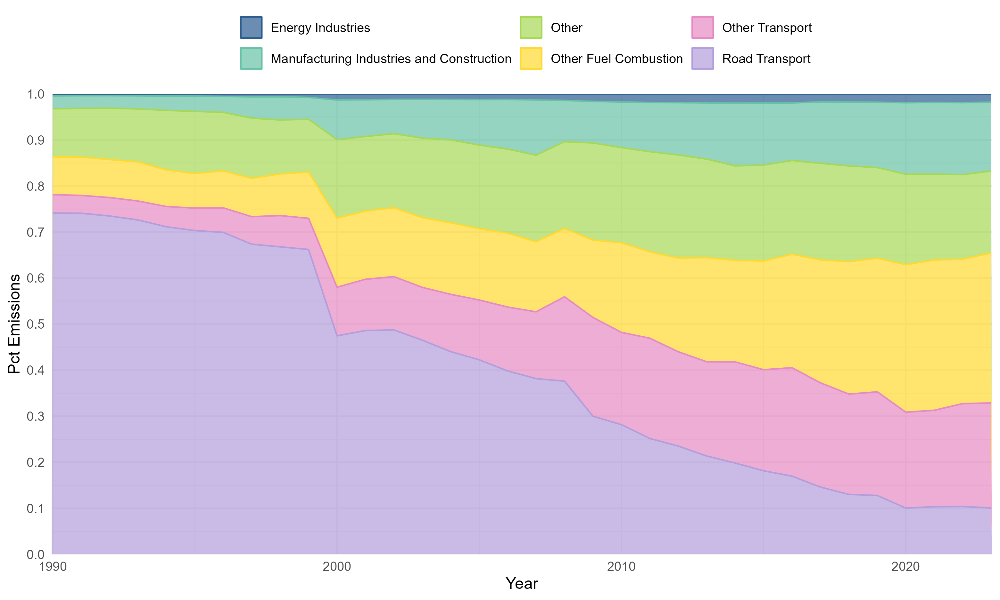 Energy Industries
Other
Other Transport
Manufacturing Industries and Construction
Other Fuel Combustion
Road Transport
1.0
0.9
0.8
0.7
0.6
0.5
0.4
0.3
0.2
0.1
0.0
Pct Emissions
1990
2000
2010
2020
Year